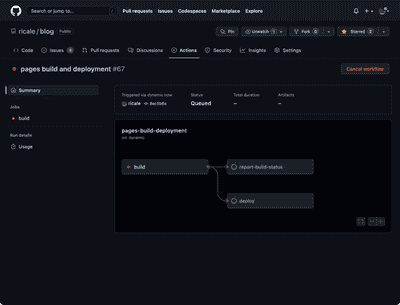 Search or jump to...
/
Pull requests Issues Codespaces Marketplace Explore
ricale / blog Public
Pin
Unwatch 1
Fork 0
Starred 2
Code
Issues
Pull requests
Discussions
Actions
Security
Insights
Settings
pages build and deployment #67
Cancel workflow
Summary
Jobs
build
Run details
Usage
Triggered via dynamic now
ricale
Status
Queued
Total duration
–
Artifacts
–
pages-build-deployment
on: dynamic
build
report-build-status
deploy